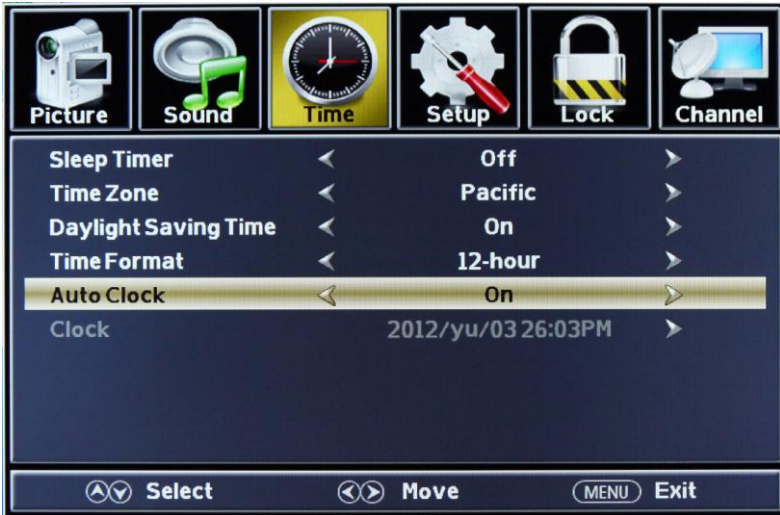 Picture Sound Time Setup Lock Channel
Sleep Timer Off
Time Zone Pacific
Daylight Saving Time On
Time Format 12-hour
Auto Clock On
Clock 2012/yu/03 26:03PM
Select Move MENU Exit